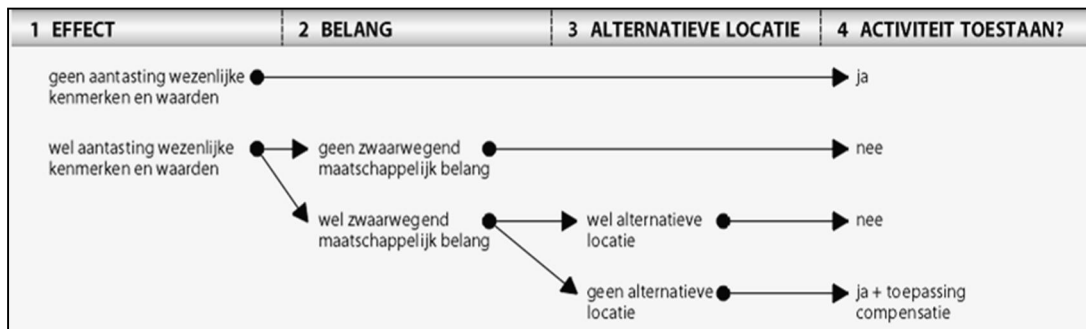 1 EFFECT
2 BELANG
3 ALTERNATIEVE LOCATIE
4 ACTIVITEIT TOESTAAN?
geen aantasting wezenlijke
kenmerken en waarden
ja
wel aantasting wezenlijke
kenmerken en waarden
geen zwaarwegend
maatschappelijk belang
nee
wel zwaarwegend
maatschappelijk belang
wel alternatieve
locatie
nee
geen alternatieve
locatie
ja + toepassing
compensatie